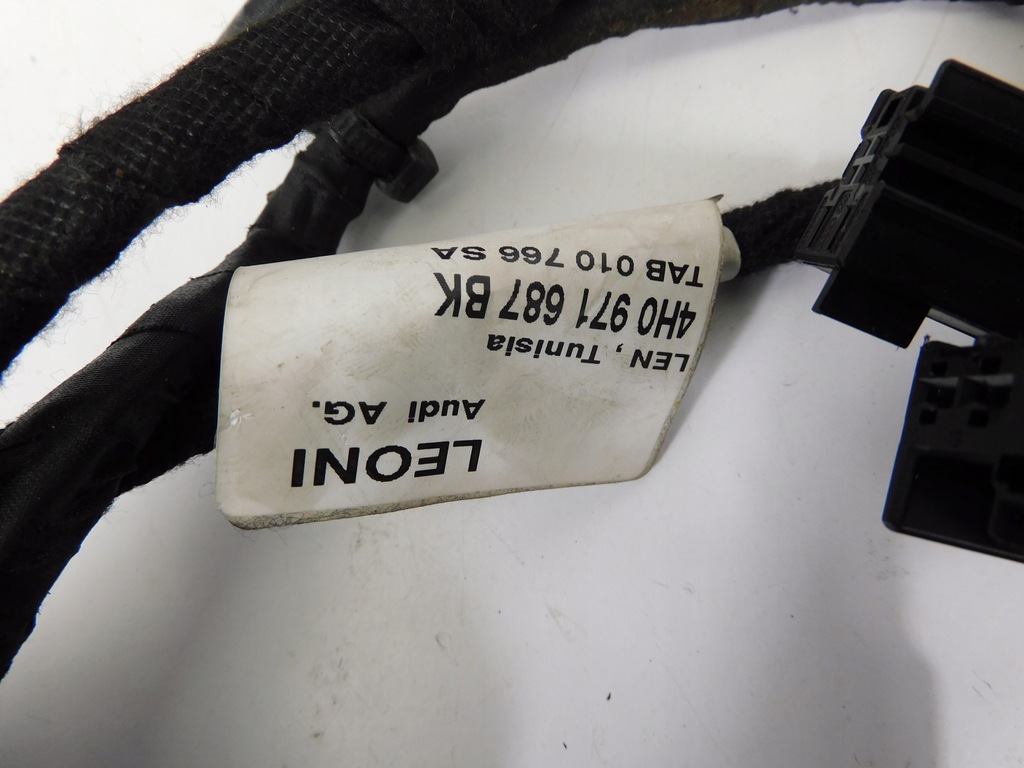 LEONI
Audi AG.
LEN, Tunisia
4H0 971 687 BK
TAB 010 766 SA